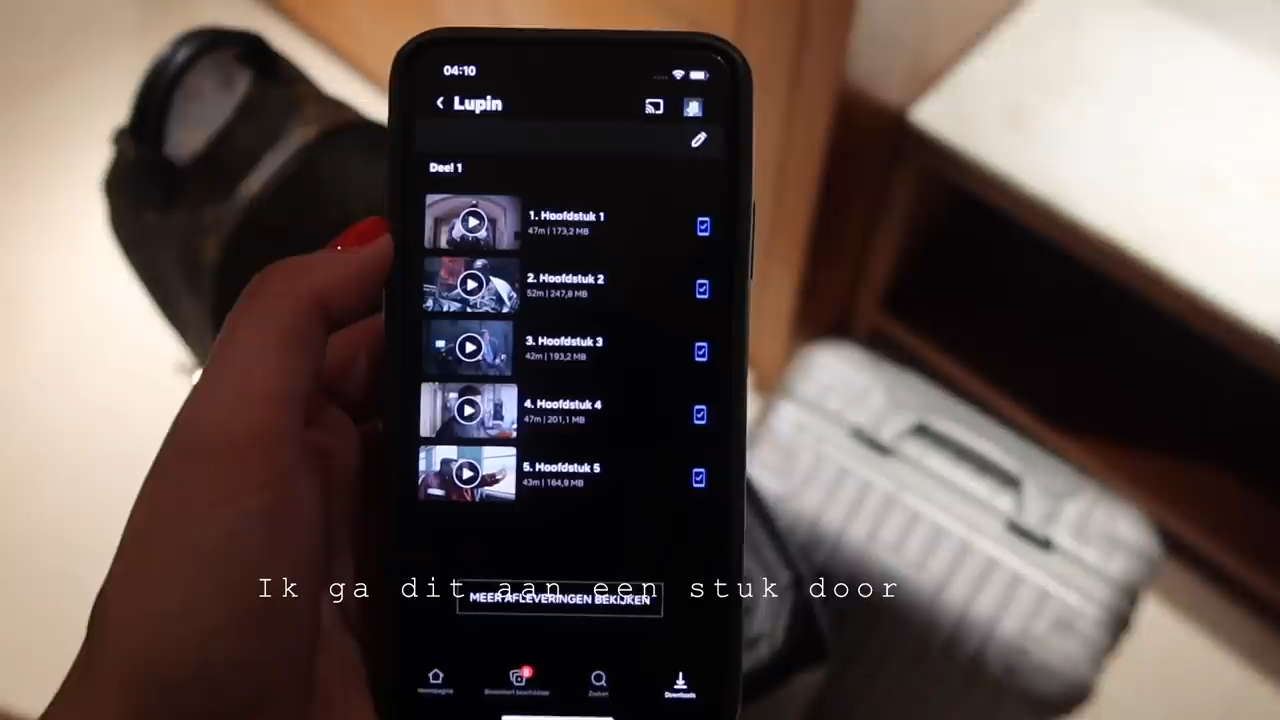 04:10
Lupin
Deel 1
1. Hoofdstuk 1
47m | 173,2 MB
2. Hoofdstuk 2
52m | 247,8 MB
3. Hoofdstuk 3
42m | 193,2 MB
4. Hoofdstuk 4
47m | 201,1 MB
5. Hoofdstuk 5
43m | 164,9 MB
Ik ga dit aan een stuk door
MEER AFLEVERINGEN BEKIJKEN
Homepagina
Zoeken
Downloads